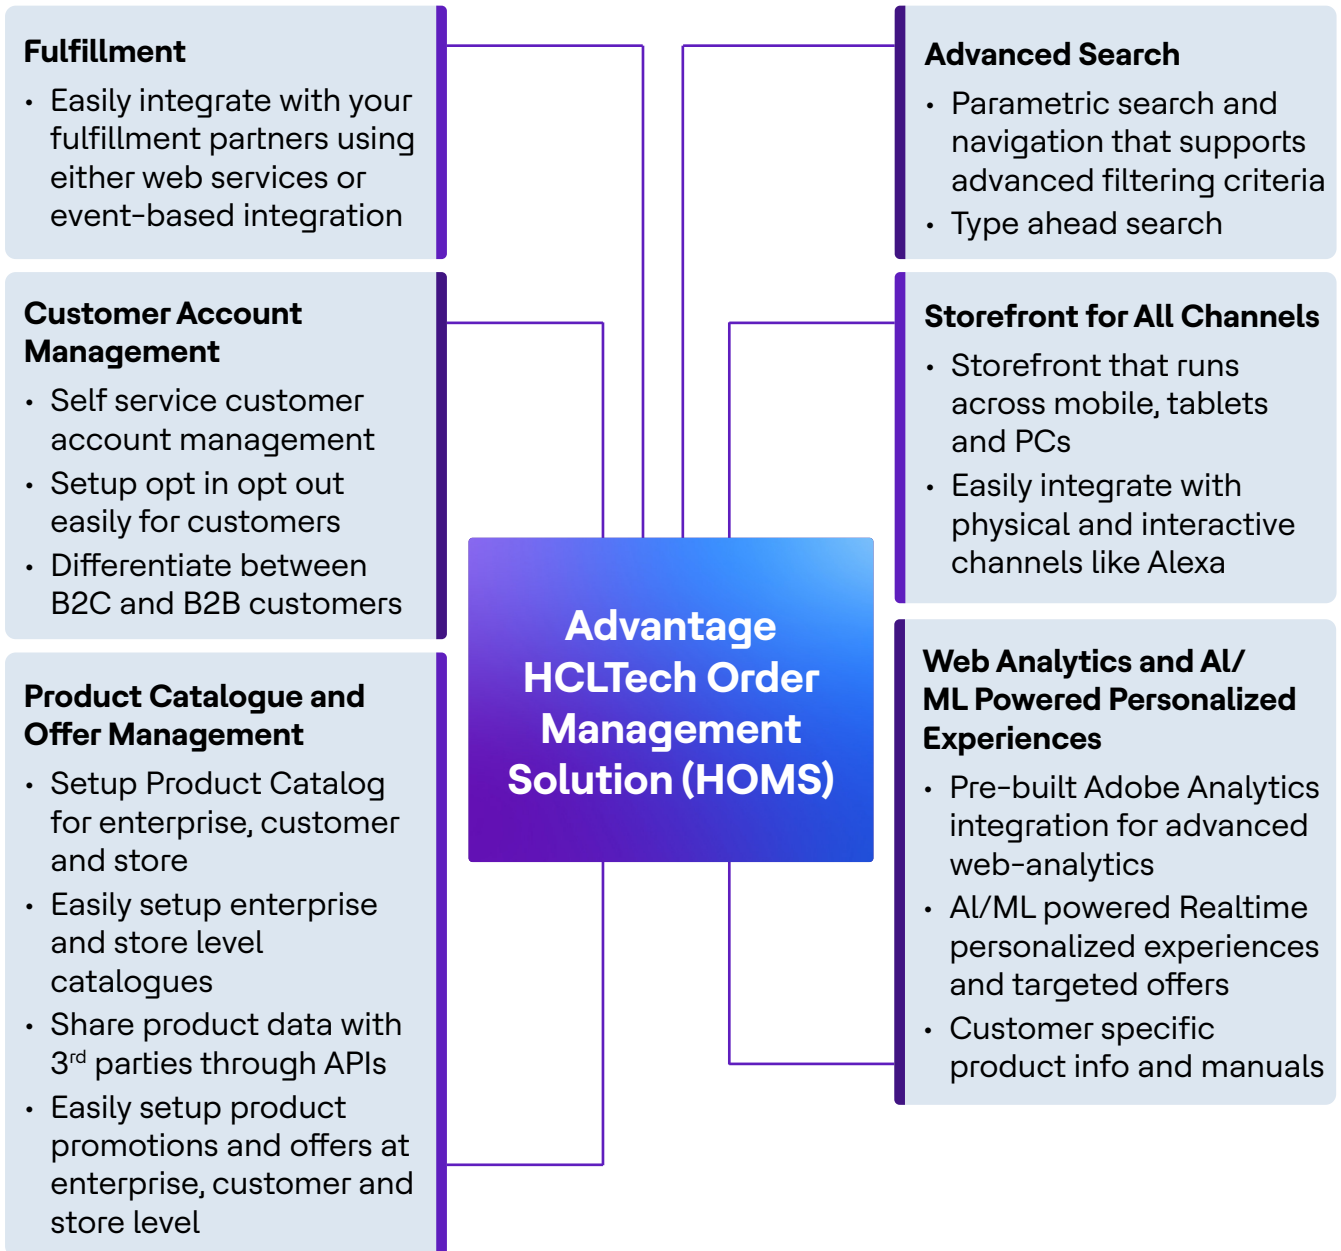 Fulfillment
• Easily integrate with your
fulfillment partners using
either web services or
event-based integration
Customer Account
Management
• Self service customer
account management
• Setup opt in opt out
easily for customers
• Differentiate between
B2C and B2B customers
Product Catalogue and
Offer Management
• Setup Product Catalog
for enterprise, customer
and store
• Easily setup enterprise
and store level
catalogues
• Share product data with
3rd parties through APIs
• Easily setup product
promotions and offers at
enterprise, customer and
store level
Advantage
HCLTech Order
Management
Solution (HOMS)
Advanced Search
• Parametric search and
navigation that supports
advanced filtering criteria
• Type ahead search
Storefront for All Channels
• Storefront that runs
across mobile, tablets
and PCs
• Easily integrate with
physical and interactive
channels like Alexa
Web Analytics and AI/
ML Powered Personalized
Experiences
• Pre-built Adobe Analytics
integration for advanced
web-analytics
• AI/ML powered Realtime
personalized experiences
and targeted offers
• Customer specific
product info and manuals